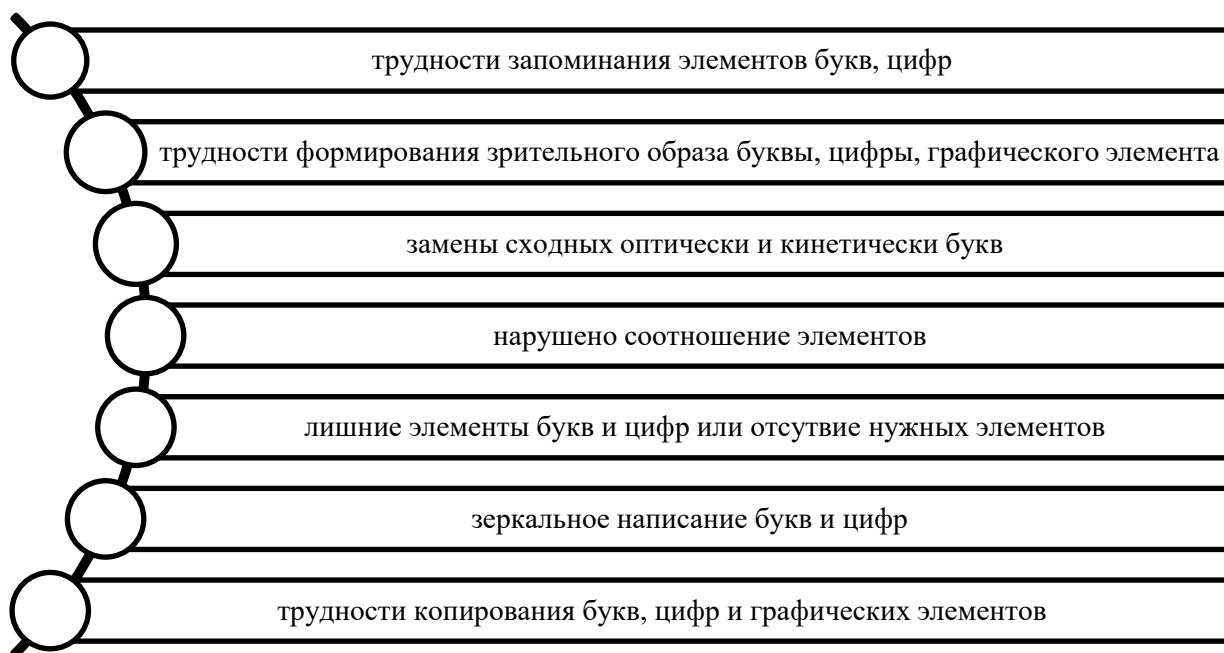 трудности запоминания элементов букв, цифр
трудности формирования зрительного образа буквы, цифры, графического элемента
замены сходных оптически и кинетически букв
нарушено соотношение элементов
лишние элементы букв и цифр или отсутвие нужных элементов
зеркальное написание букв и цифр
трудности копирования букв, цифр и графических элементов